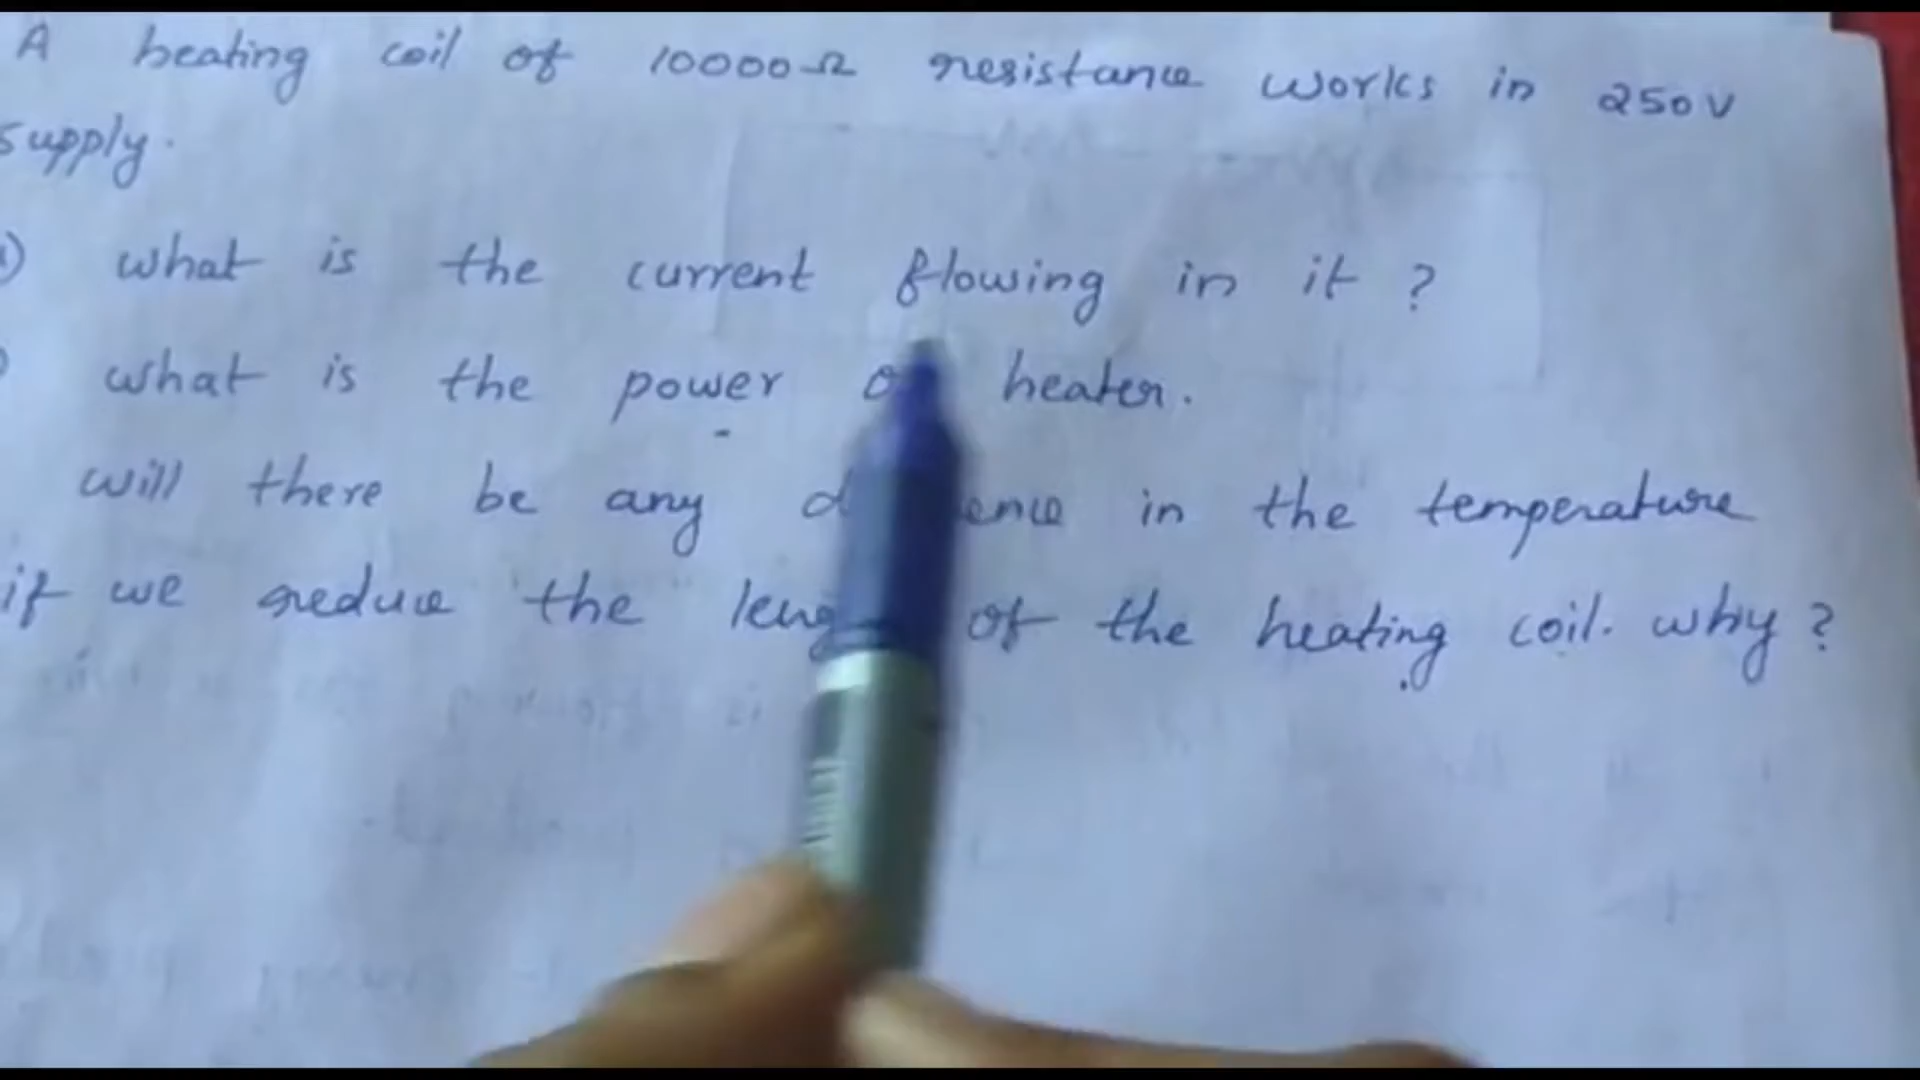 A heating coil of 10000Ω resistance works in 250V
supply.
what is the current flowing in it ?
what is the power heater.
will there be any in the temperature
if we reduce the of the heating coil. why ?